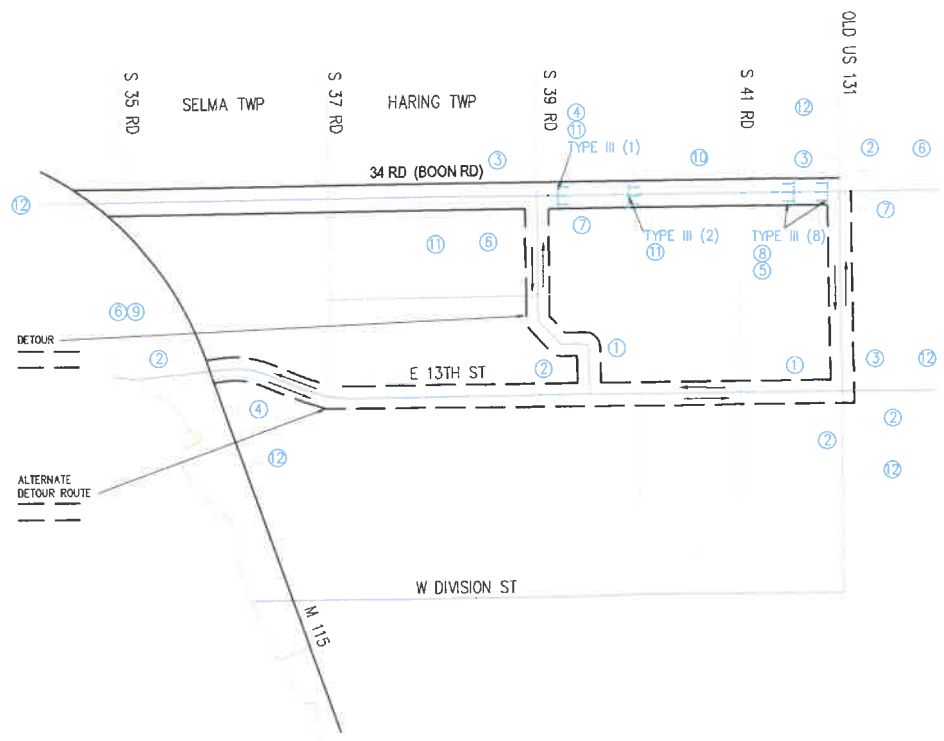 S 35 RD
SELMA TWP
S 37 RD
HARING TWP
S 39 RD
S 41 RD
OLD US 131
4
11
12
TYPE III (1)
3
10
3
2
6
34 RD (BOON RD)
12
7
7
11
6
TYPE III (2)
11
TYPE III (8)
8
5
6 9
DETOUR
2
1
2
1
3
12
E 13TH ST
4
2
2
12
12
ALTERNATE
DETOUR ROUTE
W DIVISION ST
M 115